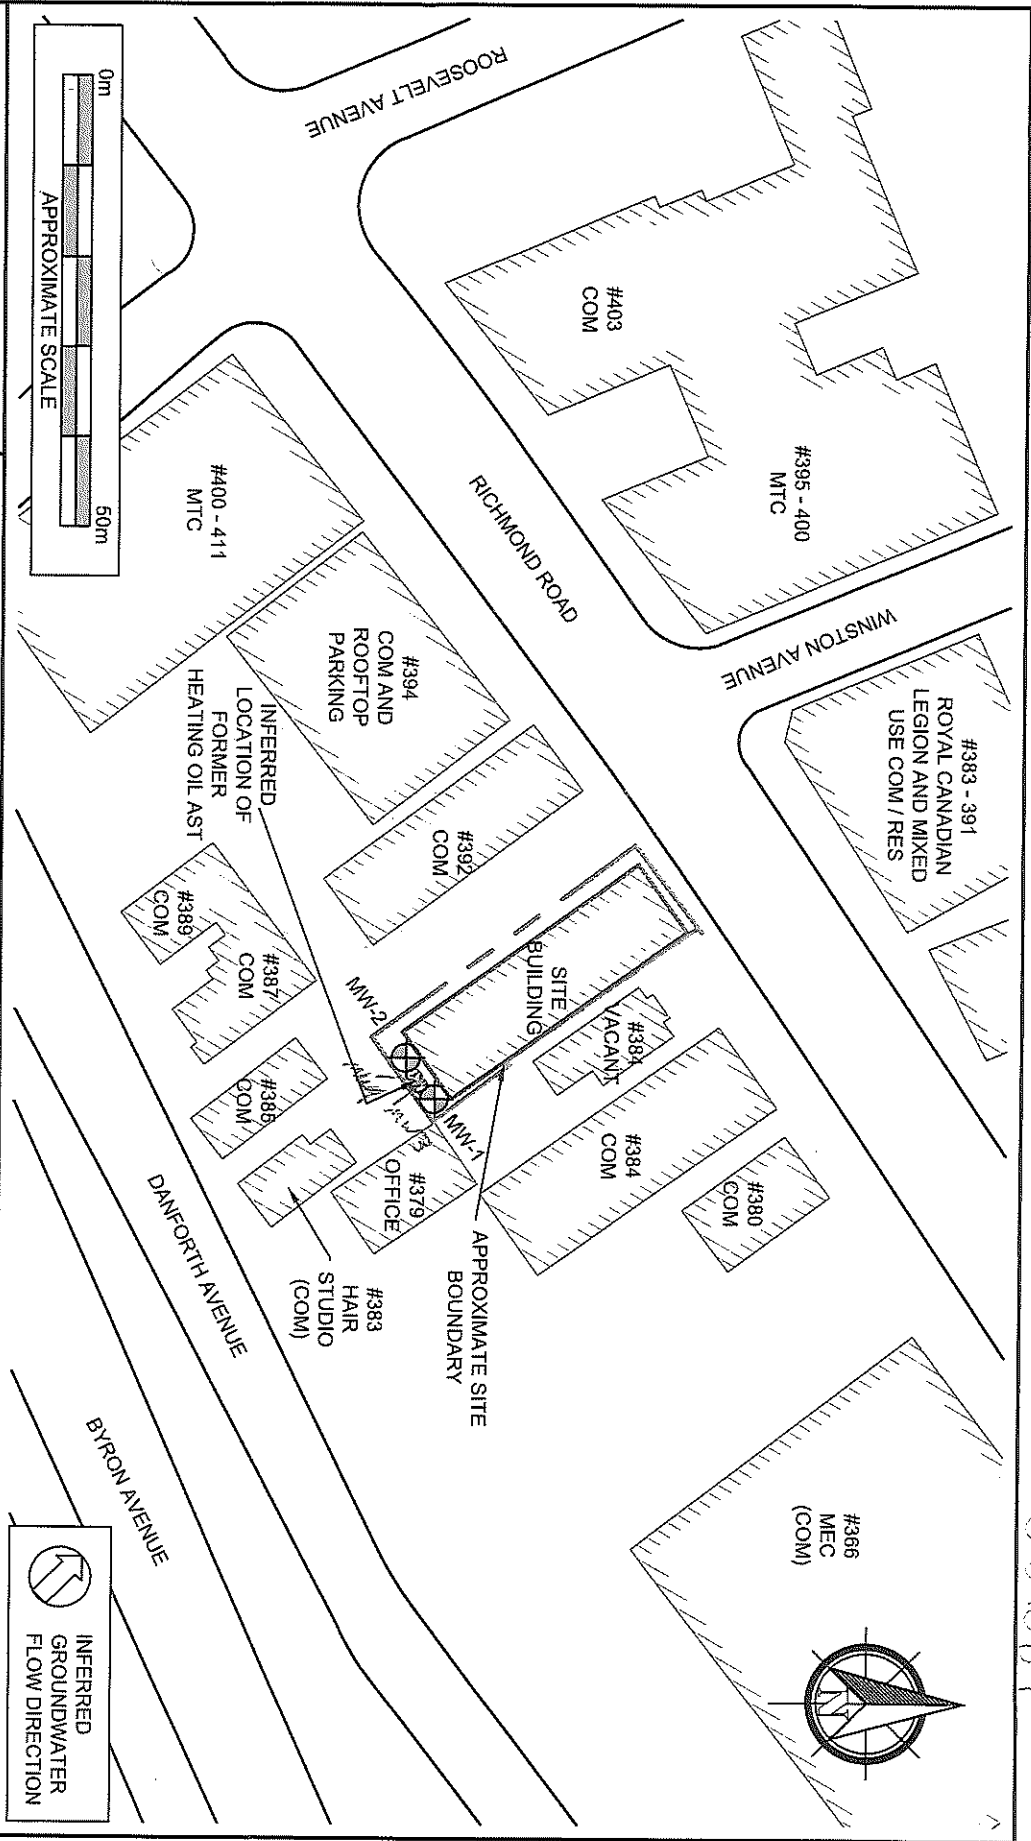 ROOSEVELT AVENUE
#403
COM
#395 - 400
MTC
WINSTON AVENUE
#383 - 391
ROYAL CANADIAN
LEGION AND MIXED
USE COM / RES
RICHMOND ROAD
#400 - 411
MTC
#394
COM AND
ROOFTOP
PARKING
#392
COM
SITE
BUILDING
#384
VACANT
#384
COM
#380
COM
#366
MEC
(COM)
INFERRED
LOCATION OF
FORMER
HEATING OIL AST
MW-2
MW-1
MW3
#389
COM
#387
COM
#385
COM
#379
OFFICE
#383
HAIR
STUDIO
(COM)
APPROXIMATE SITE
BOUNDARY
DANFORTH AVENUE
BYRON AVENUE
0m
50m
APPROXIMATE SCALE
N
INFERRED
GROUNDWATER
FLOW DIRECTION